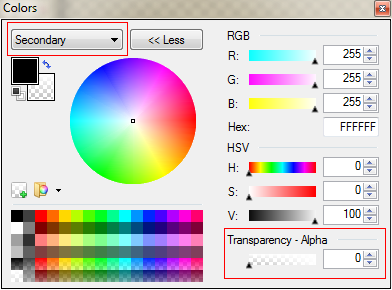 Colors
Secondary
<< Less
RGB
R: 255
G: 255
B: 255
Hex: FFFFFF
HSV
H: 0
S: 0
V: 100
Transparency - Alpha
0